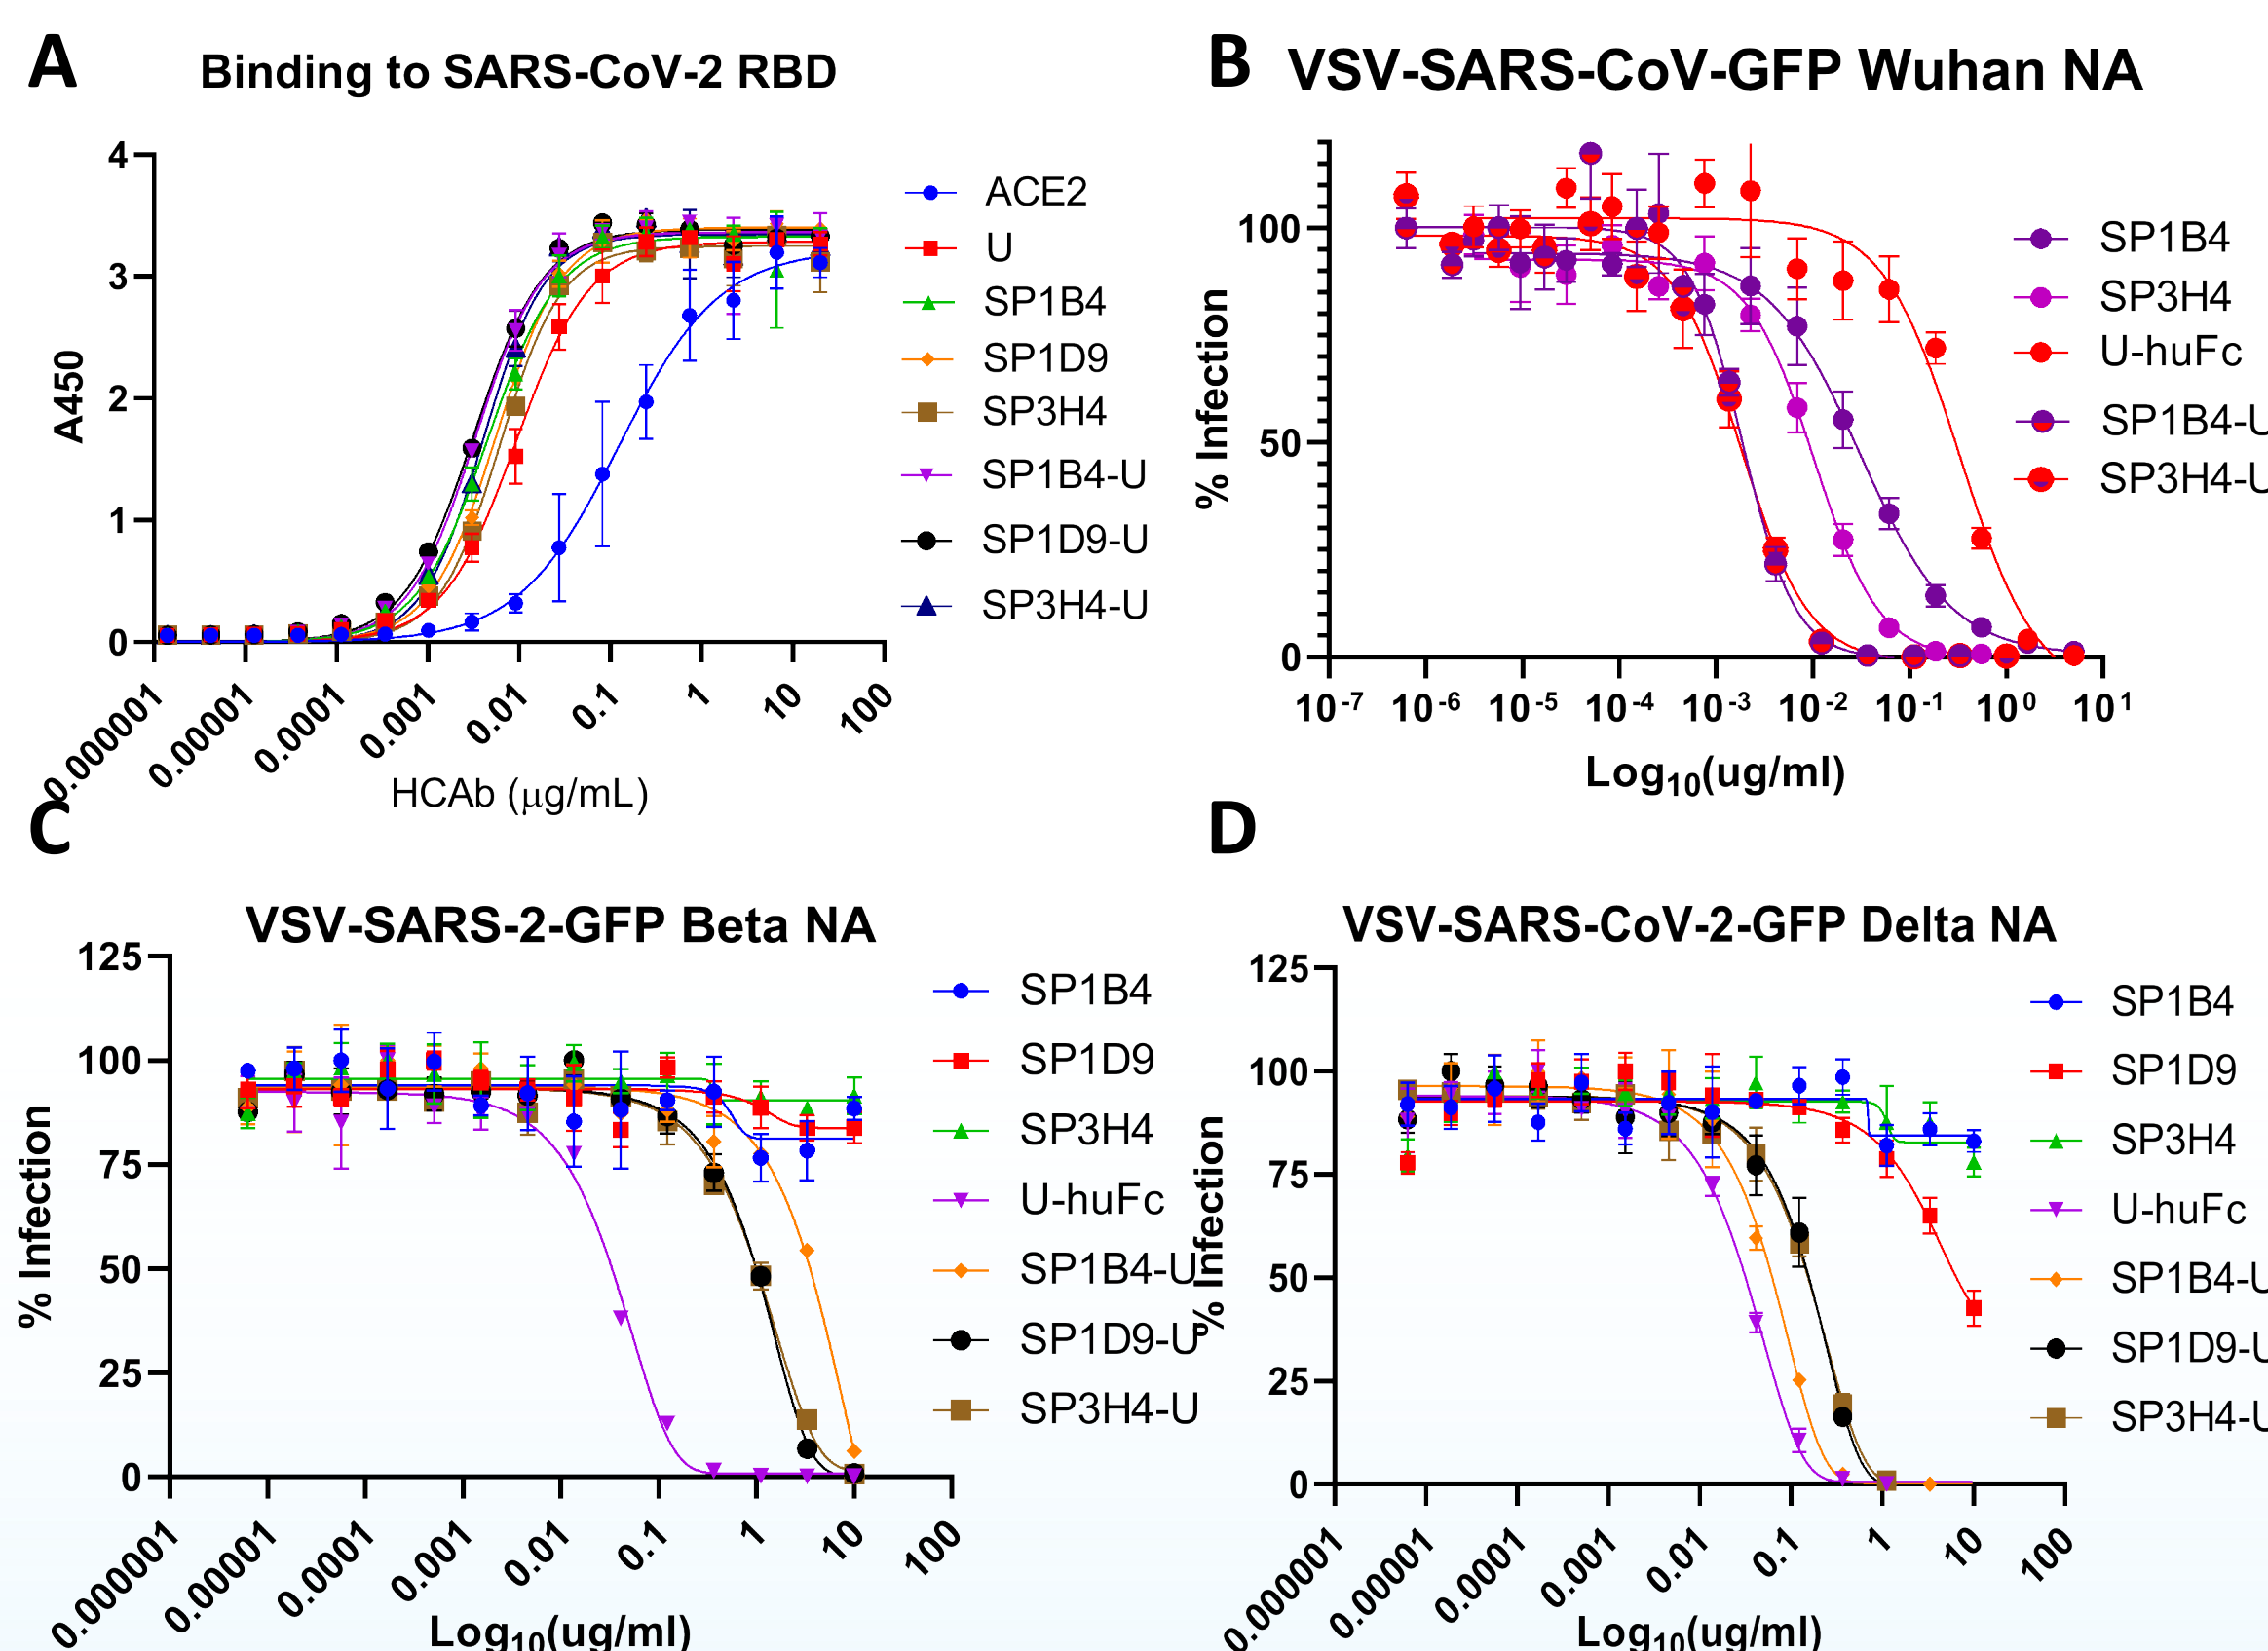 A
Binding to SARS-CoV-2 RBD
4
3
2
1
0
A450
0.0000001
0.000001
0.0001
0.001
0.01
0.1
1
10
100
HCAb (μg/mL)
ACE2
U
SP1B4
SP1D9
SP3H4
SP1B4-U
SP1D9-U
SP3H4-U
B
VSV-SARS-CoV-GFP Wuhan NA
100
50
0
% Infection
10-7
10-6
10-5
10-4
10-3
10-2
10-1
100
101
Log10(ug/ml)
SP1B4
SP3H4
U-huFc
SP1B4-U
SP3H4-U
C
VSV-SARS-2-GFP Beta NA
125
100
75
50
25
0
% Infection
0.000001
0.00001
0.0001
0.001
0.01
0.1
1
10
100
Log10(ug/ml)
SP1B4
SP1D9
SP3H4
U-huFc
SP1B4-U
SP1D9-U
SP3H4-U
D
VSV-SARS-CoV-2-GFP Delta NA
125
100
75
50
25
0
% Infection
0.000001
0.00001
0.0001
0.001
0.01
0.1
1
10
100
Log10(ug/ml)
SP1B4
SP1D9
SP3H4
U-huFc
SP1B4-U
SP1D9-U
SP3H4-U